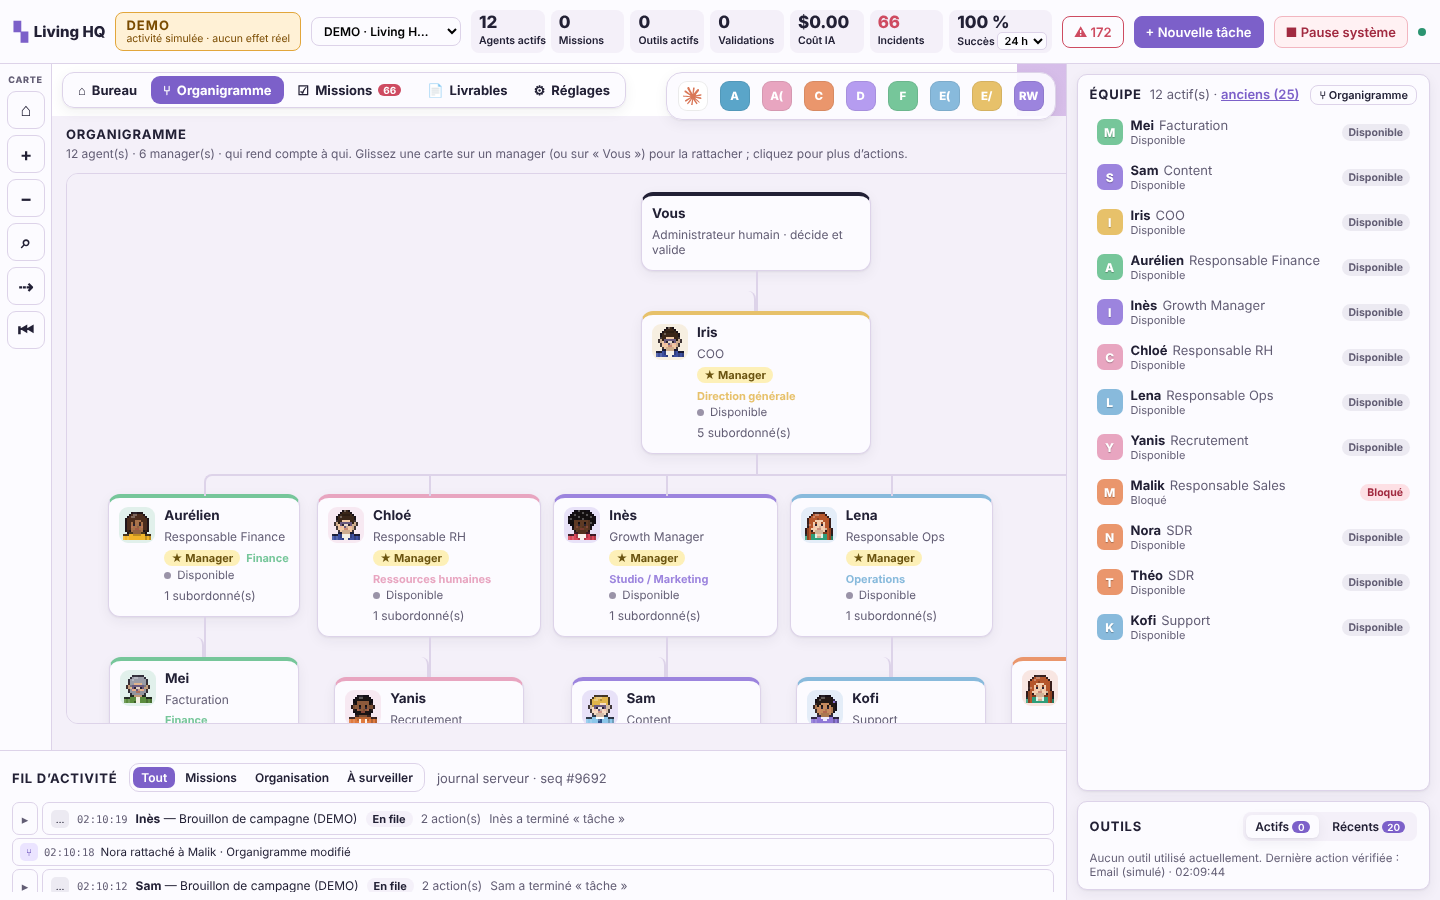 Living HQ
DEMO
activité simulée · aucun effet réel
DEMO · Living H...
12
Agents actifs
0
Missions
0
Outils actifs
0
Validations
$0.00
Coût IA
66
Incidents
100 %
Succès 24 h
172
+ Nouvelle tâche
Pause système
CARTE
Bureau
Organigramme
Missions 66
Livrables
Réglages
A
A(
C
D
F
E(
E/
RW
ORGANIGRAMME
12 agent(s) · 6 manager(s) · qui rend compte à qui. Glissez une carte sur un manager (ou sur « Vous ») pour la rattacher ; cliquez pour plus d’actions.
Vous
Administrateur humain · décide et
valide
Iris
COO
★ Manager
Direction générale
Disponible
5 subordonné(s)
Aurélien
Responsable Finance
★ Manager Finance
Disponible
1 subordonné(s)
Chloé
Responsable RH
★ Manager
Ressources humaines
Disponible
1 subordonné(s)
Inès
Growth Manager
★ Manager
Studio / Marketing
Disponible
1 subordonné(s)
Lena
Responsable Ops
★ Manager
Operations
Disponible
1 subordonné(s)
Mei
Facturation
Finance
Yanis
Recrutement
Sam
Content
Kofi
Support
ÉQUIPE 12 actif(s) · anciens (25) Organigramme
M Mei Facturation
Disponible
Disponible
S Sam Content
Disponible
Disponible
I Iris COO
Disponible
Disponible
A Aurélien Responsable Finance
Disponible
Disponible
I Inès Growth Manager
Disponible
Disponible
C Chloé Responsable RH
Disponible
Disponible
L Lena Responsable Ops
Disponible
Disponible
Y Yanis Recrutement
Disponible
Disponible
M Malik Responsable Sales
Bloqué
Bloqué
N Nora SDR
Disponible
Disponible
T Théo SDR
Disponible
Disponible
K Kofi Support
Disponible
Disponible
FIL D’ACTIVITÉ Tout Missions Organisation À surveiller journal serveur · seq #9692
... 02:10:19 Inès — Brouillon de campagne (DEMO) En file 2 action(s) Inès a terminé « tâche »
02:10:18 Nora rattaché à Malik · Organigramme modifié
... 02:10:12 Sam — Brouillon de campagne (DEMO) En file 2 action(s) Sam a terminé « tâche »
OUTILS Actifs 0 Récents 20
Aucun outil utilisé actuellement. Dernière action vérifiée :
Email (simulé) · 02:09:44